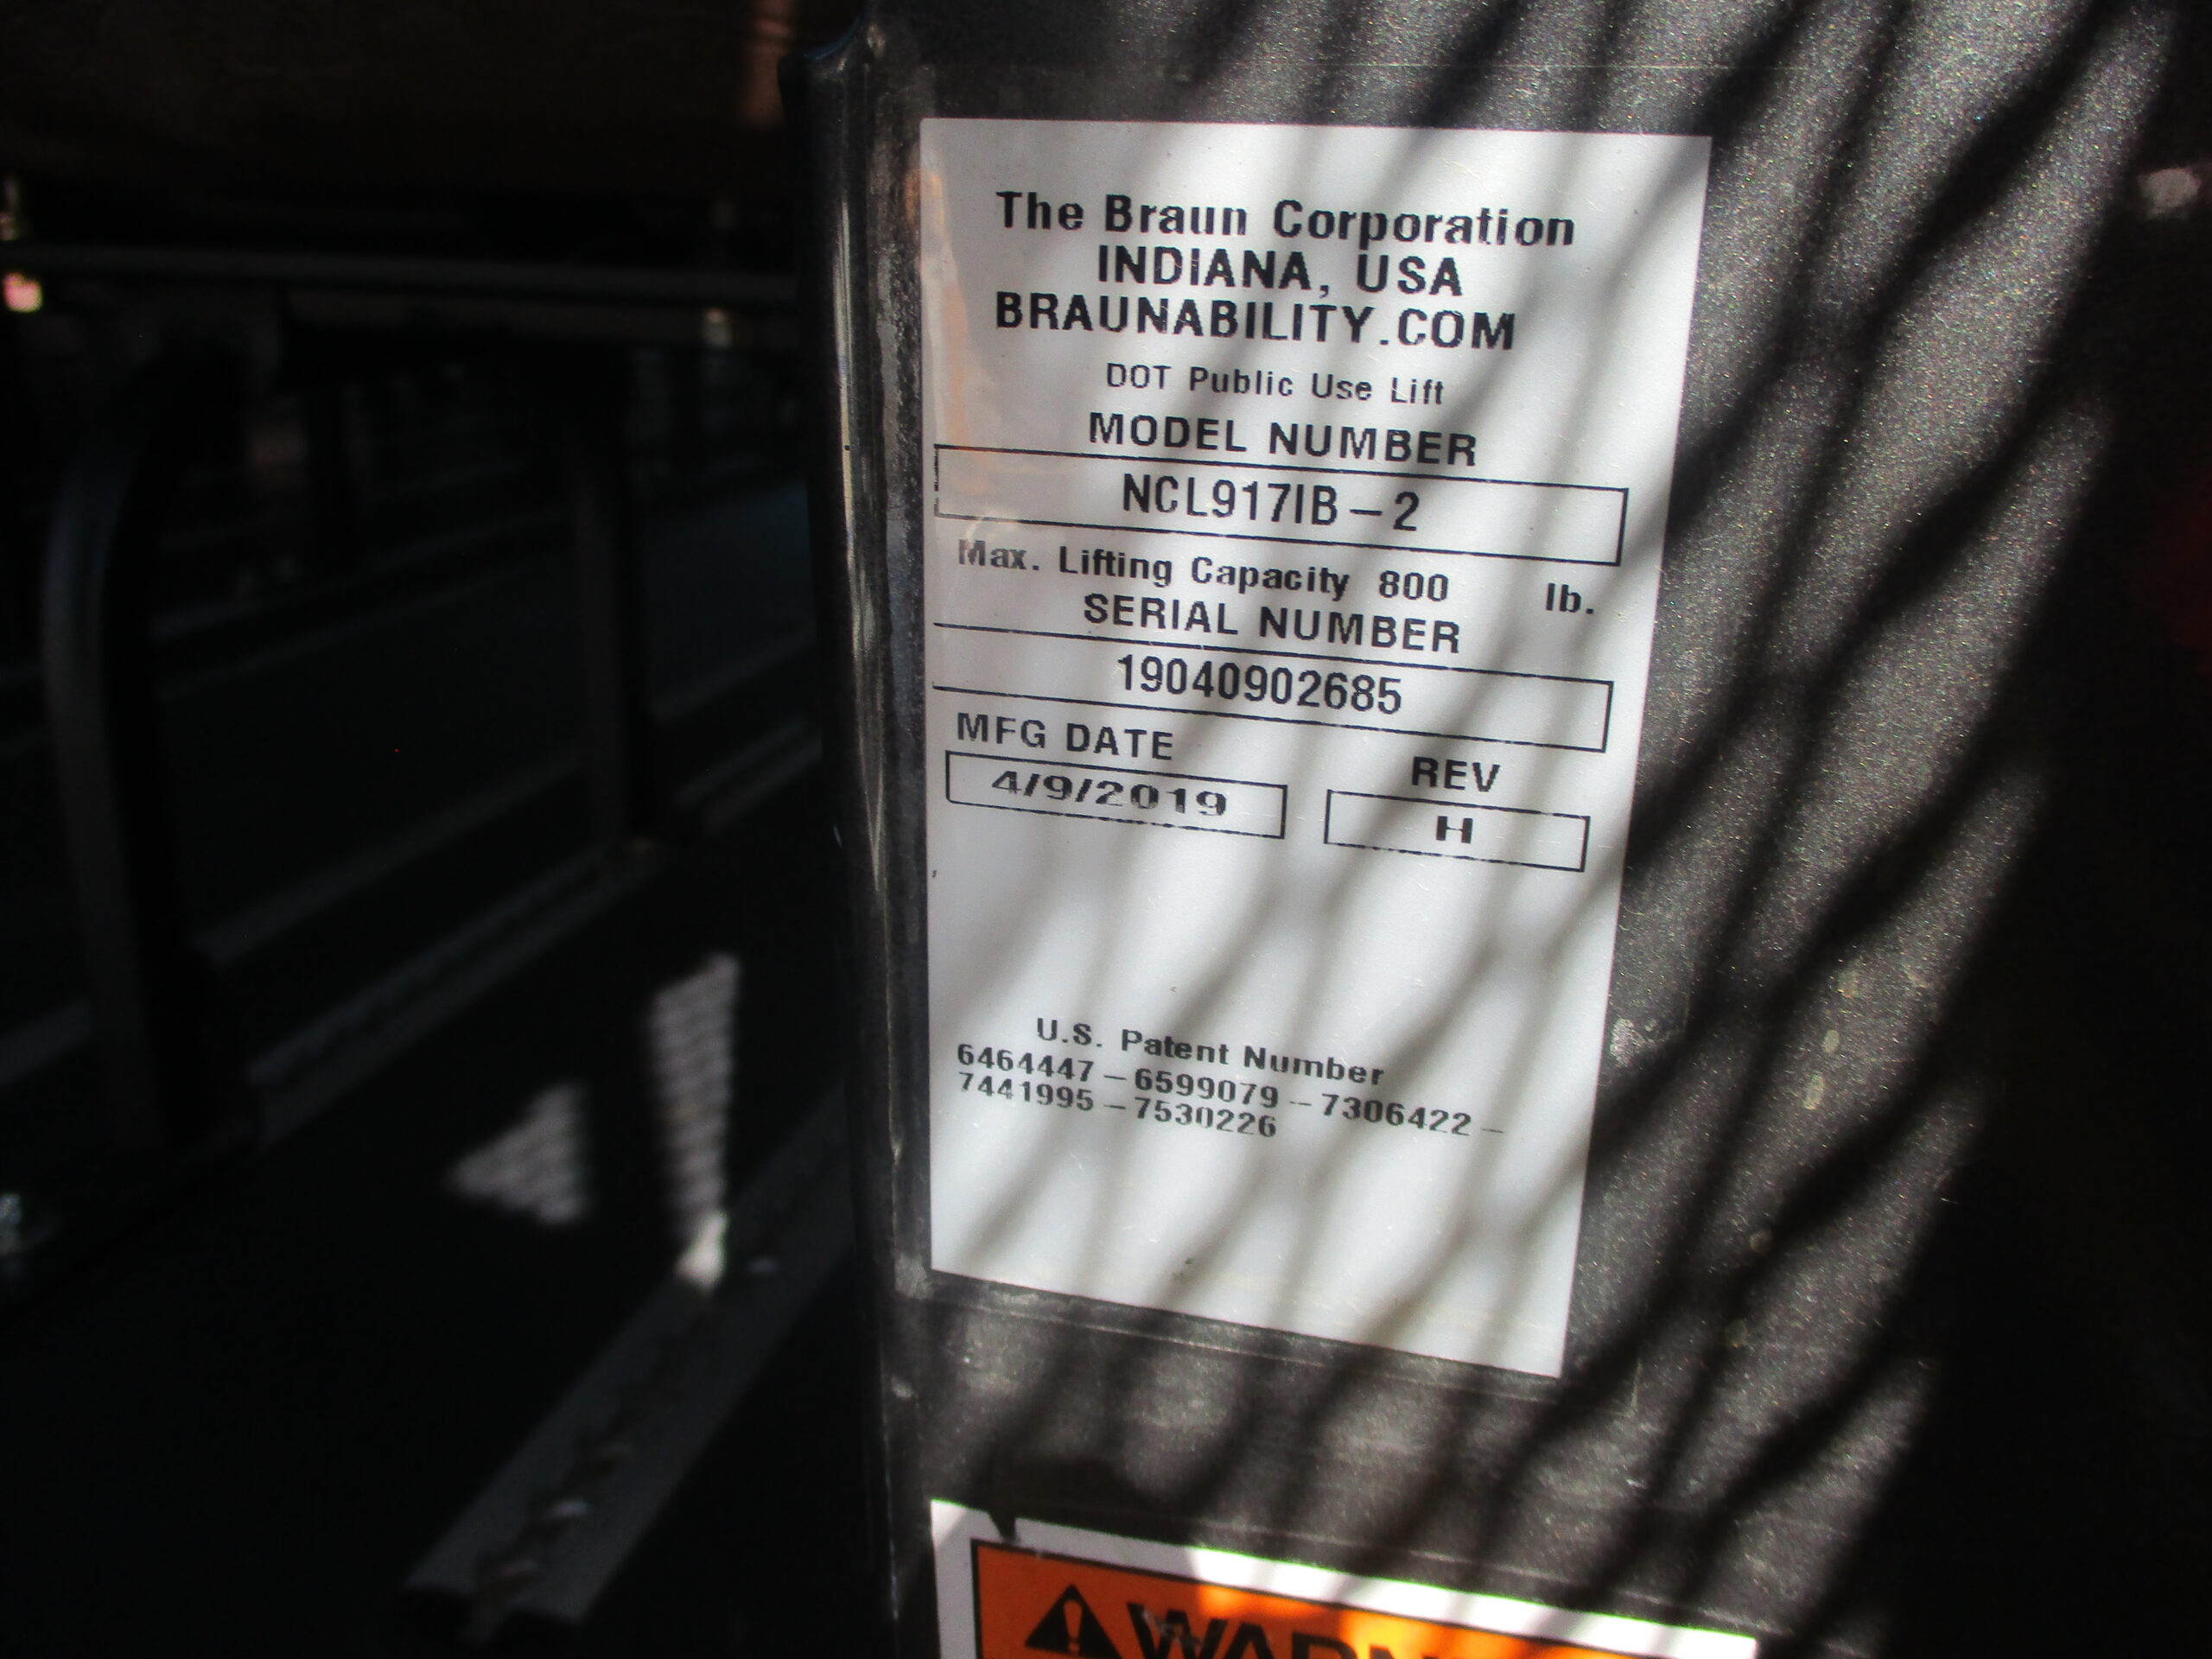 The Braun Corporation
INDIANA, USA
BRAUNABILITY.COM
DOT Public Use Lift
MODEL NUMBER
NCL917IB-2
Max. Lifting Capacity 800 lb.
SERIAL NUMBER
19040902685
MFG DATE
4/9/2019
REV
H
U.S. Patent Number
6464447-6599079-7306422-
7441995-7530226